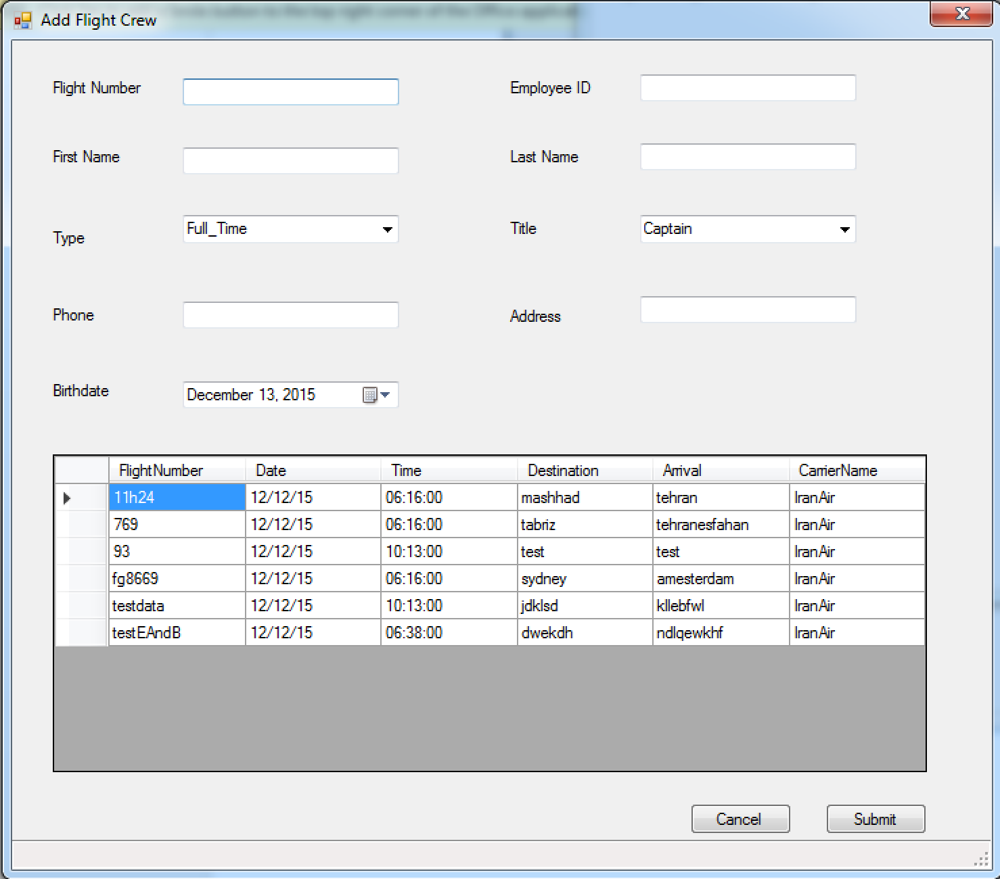 Add Flight Crew
Flight Number
Employee ID
First Name
Last Name
Type Full_Time
Title Captain
Phone
Address
Birthdate December 13, 2015
FlightNumber Date Time Destination Arrival CarrierName
11h24 12/12/15 06:16:00 mashhad tehran IranAir
769 12/12/15 06:16:00 tabriz tehranesfahan IranAir
93 12/12/15 10:13:00 test test IranAir
fg8669 12/12/15 06:16:00 sydney amesterdam IranAir
testdata 12/12/15 10:13:00 jdklsd kllebfwl IranAir
testEAndB 12/12/15 06:38:00 dwekdh ndlqewkhf IranAir
Cancel Submit